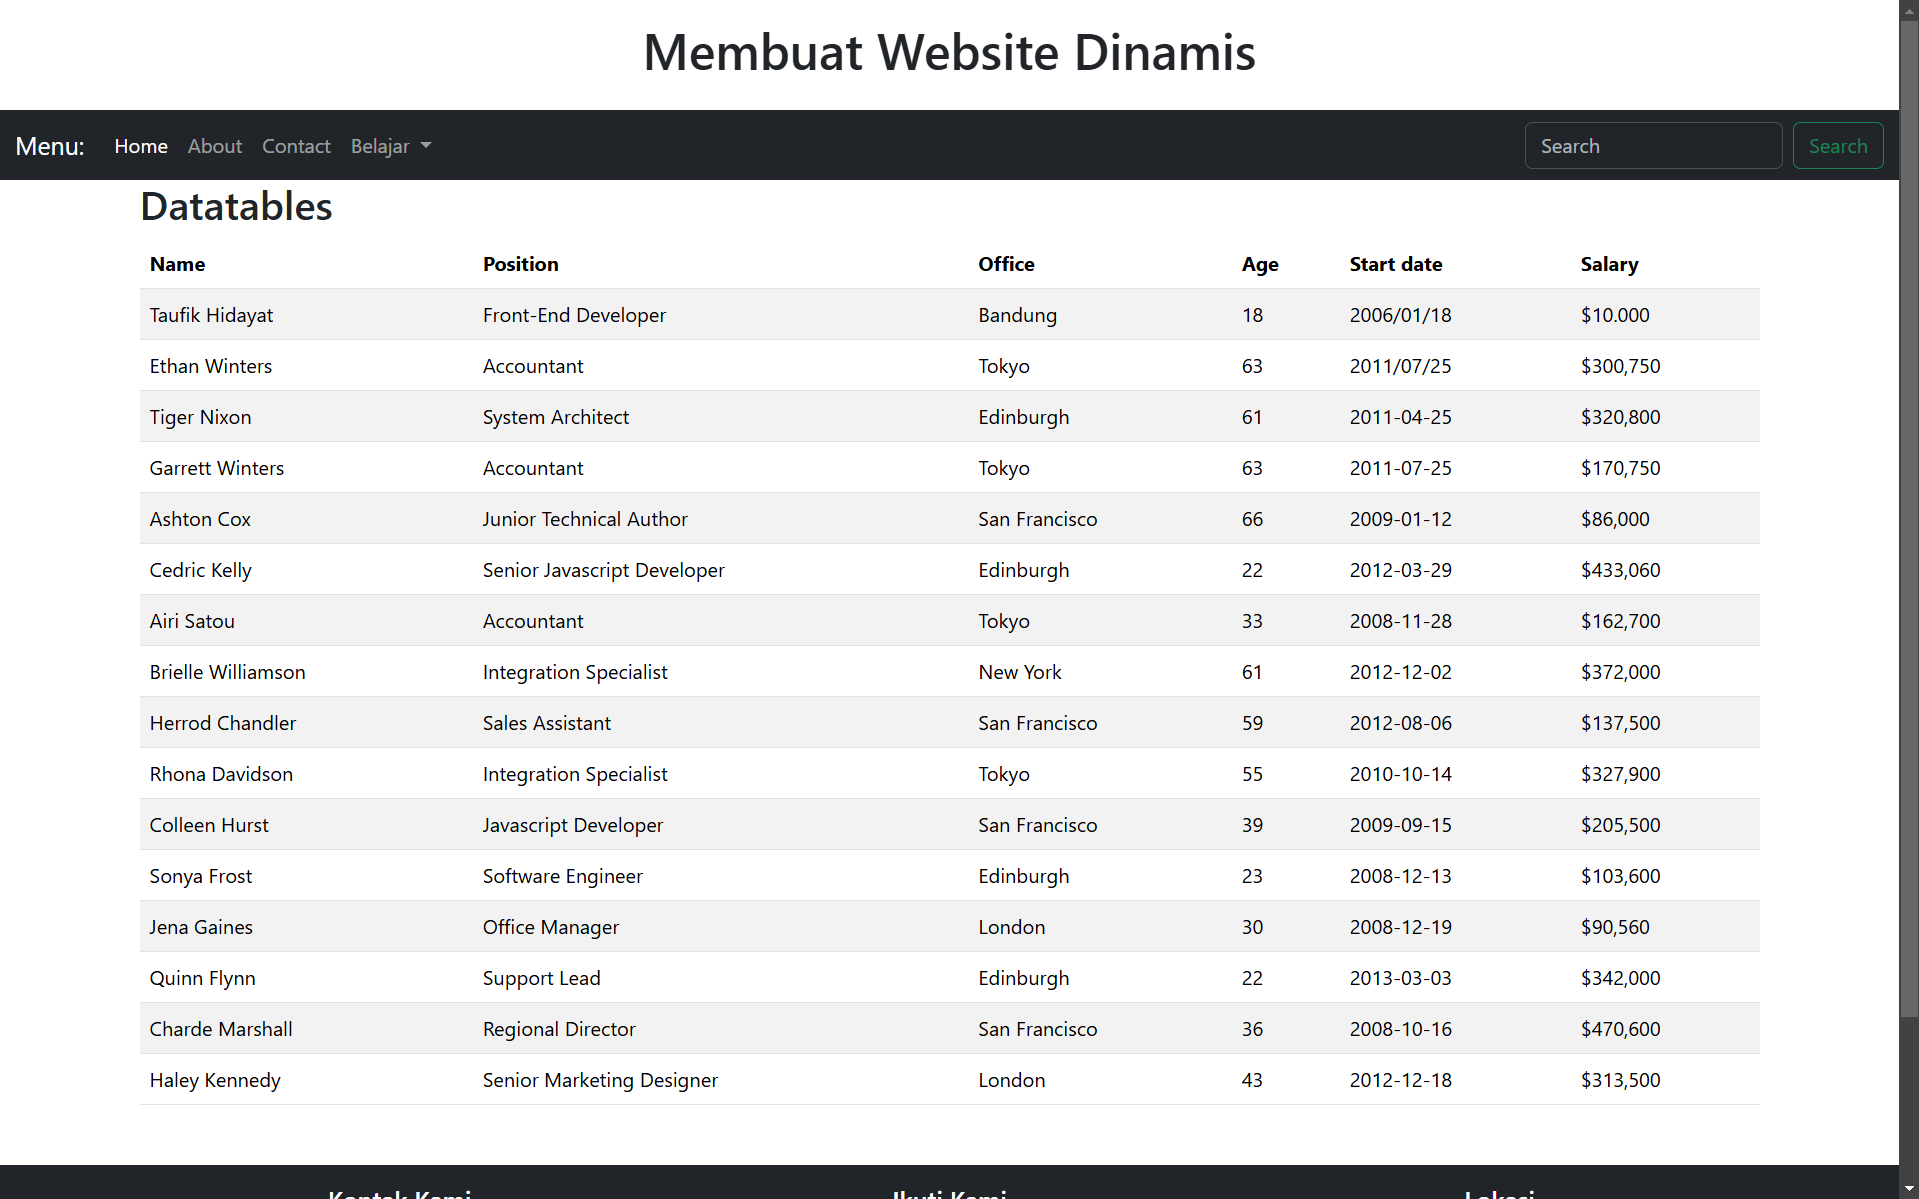 Membuat Website Dinamis
Menu: Home About Contact Belajar Search Search
Datatables
Name Position Office Age Start date Salary
Taufik Hidayat Front-End Developer Bandung 18 2006/01/18 $10.000
Ethan Winters Accountant Tokyo 63 2011/07/25 $300,750
Tiger Nixon System Architect Edinburgh 61 2011-04-25 $320,800
Garrett Winters Accountant Tokyo 63 2011-07-25 $170,750
Ashton Cox Junior Technical Author San Francisco 66 2009-01-12 $86,000
Cedric Kelly Senior Javascript Developer Edinburgh 22 2012-03-29 $433,060
Airi Satou Accountant Tokyo 33 2008-11-28 $162,700
Brielle Williamson Integration Specialist New York 61 2012-12-02 $372,000
Herrod Chandler Sales Assistant San Francisco 59 2012-08-06 $137,500
Rhona Davidson Integration Specialist Tokyo 55 2010-10-14 $327,900
Colleen Hurst Javascript Developer San Francisco 39 2009-09-15 $205,500
Sonya Frost Software Engineer Edinburgh 23 2008-12-13 $103,600
Jena Gaines Office Manager London 30 2008-12-19 $90,560
Quinn Flynn Support Lead Edinburgh 22 2013-03-03 $342,000
Charde Marshall Regional Director San Francisco 36 2008-10-16 $470,600
Haley Kennedy Senior Marketing Designer London 43 2012-12-18 $313,500
Kontak Kami Ikuti Kami Lokasi